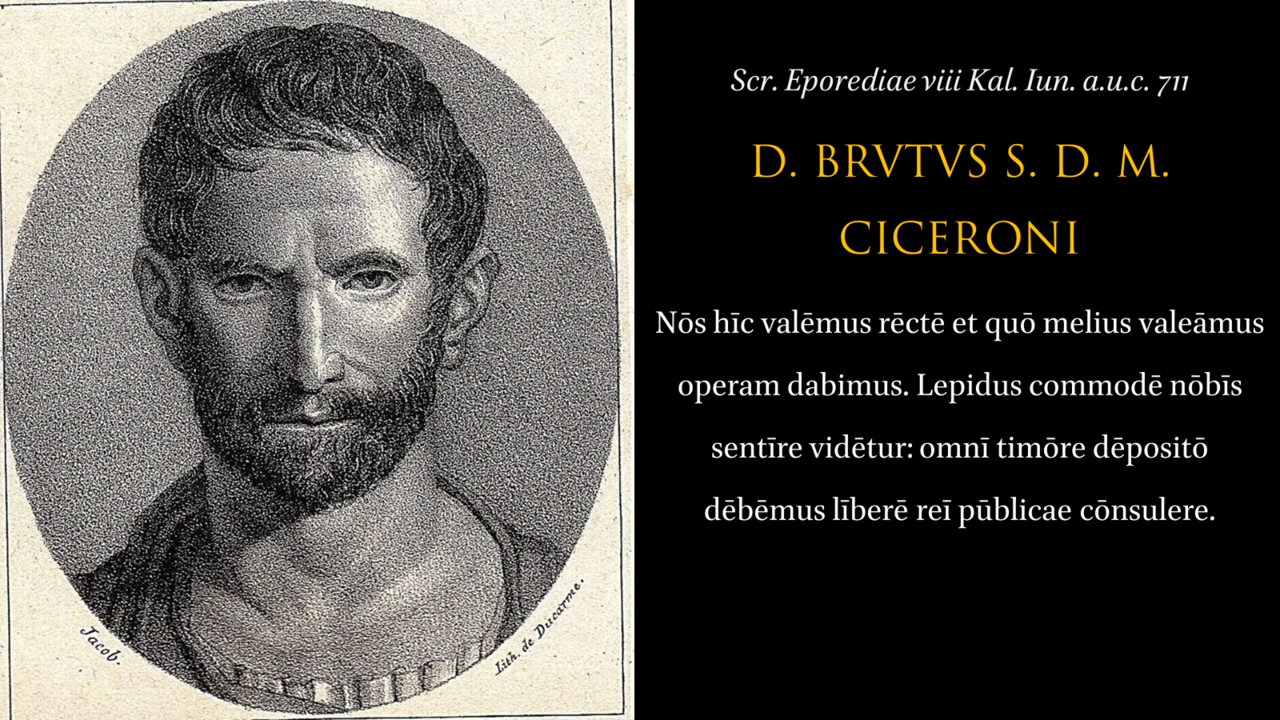 Scr. Eporediae viii Kal. Iun. a.u.c. 711
D. BRVTVS S. D. M.
CICERONI
Nōs hīc valēmus rēctē et quō melius valeāmus
operam dabimus. Lepidus commodē nōbīs
sentīre vidētur: omnī timōre dēpositō
dēbēmus līberē reī pūblicae cōnsulere.
Jacob.
Lith. de Ducarme.